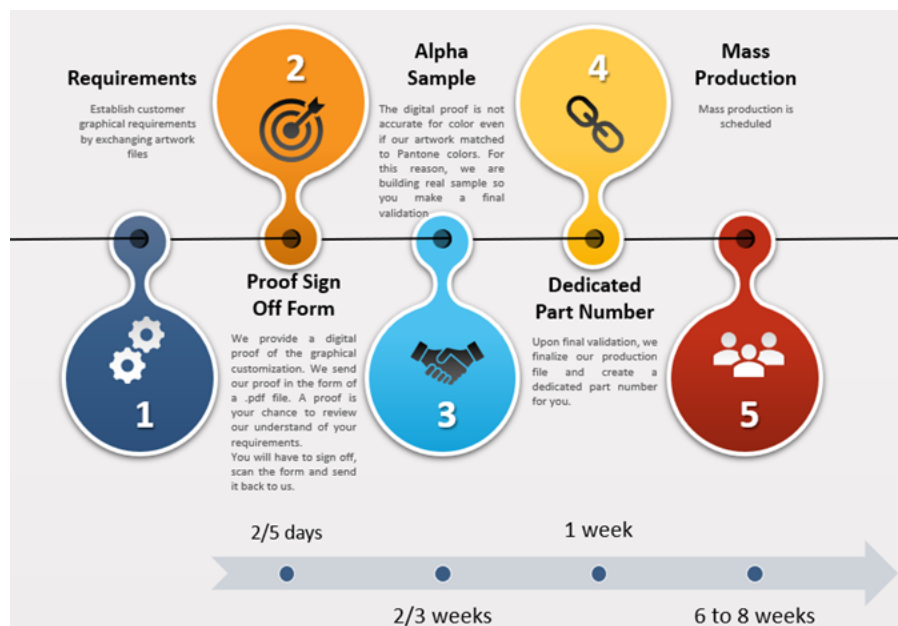 Requirements
Establish customer
graphical requirements
by exchanging artwork
files
2
Alpha
Sample
The digital proof is not
accurate for color even
if our artwork matched
to Pantone colors. For
this reason, we are
building real sample so
you make a final
validation
4
Mass
Production
Mass production is
scheduled
1
Proof Sign
Off Form
We provide a digital
proof of the graphical
customization. We send
our proof in the form of
a .pdf file. A proof is
your chance to review
our understand of your
requirements.
You will have to sign off,
scan the form and send
it back to us.
3
Dedicated
Part Number
Upon final validation, we
finalize our production
file and create a
dedicated part number
for you.
5
2/5 days
1 week
2/3 weeks
6 to 8 weeks